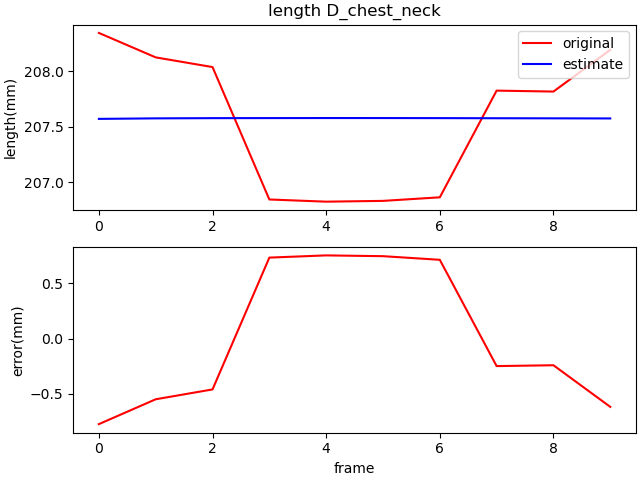 length D_chest_neck
original
estimate
length(mm)
208.0
207.5
207.0
0 2 4 6 8
error(mm)
0.5
0.0
−0.5
0 2 4 6 8
frame